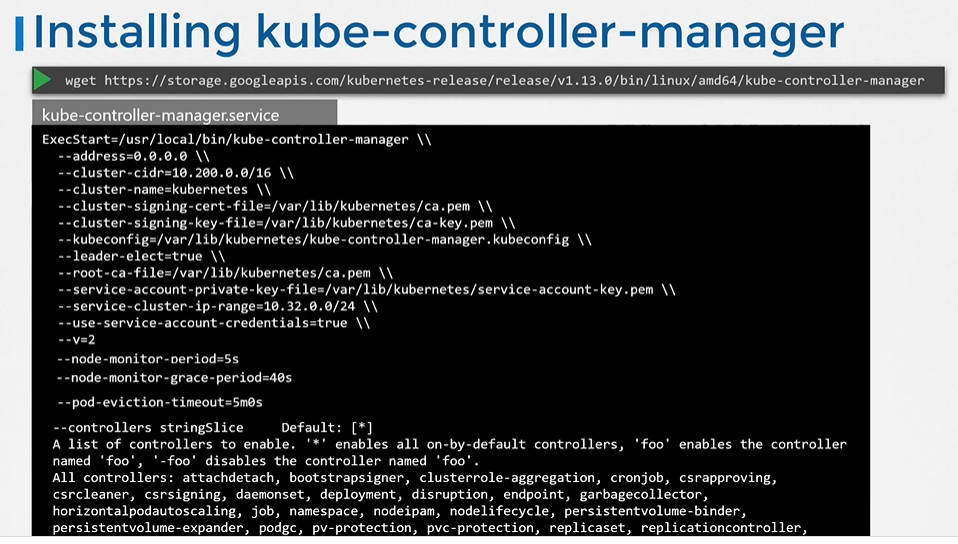 Installing kube-controller-manager
wget https://storage.googleapis.com/kubernetes-release/release/v1.13.0/bin/linux/amd64/kube-controller-manager
kube-controller-manager.service
ExecStart=/usr/local/bin/kube-controller-manager \\
--address=0.0.0.0 \\
--cluster-cidr=10.200.0.0/16 \\
--cluster-name=kubernetes \\
--cluster-signing-cert-file=/var/lib/kubernetes/ca.pem \\
--cluster-signing-key-file=/var/lib/kubernetes/ca-key.pem \\
--kubeconfig=/var/lib/kubernetes/kube-controller-manager.kubeconfig \\
--leader-elect=true \\
--root-ca-file=/var/lib/kubernetes/ca.pem \\
--service-account-private-key-file=/var/lib/kubernetes/service-account-key.pem \\
--service-cluster-ip-range=10.32.0.0/24 \\
--use-service-account-credentials=true \\
--v=2
--node-monitor-period=5s
--node-monitor-grace-period=40s
--pod-eviction-timeout=5m0s
--controllers stringSlice     Default: [*]
A list of controllers to enable. '*' enables all on-by-default controllers, 'foo' enables the controller
named 'foo', '-foo' disables the controller named 'foo'.
All controllers: attachdetach, bootstrapsigner, clusterrole-aggregation, cronjob, csrapproving,
csrcleaner, csrsigning, daemonset, deployment, disruption, endpoint, garbagecollector,
horizontalpodautoscaling, job, namespace, nodeipam, nodelifecycle, persistentvolume-binder,
persistentvolume-expander, podgc, pv-protection, pvc-protection, replicaset, replicationcontroller,